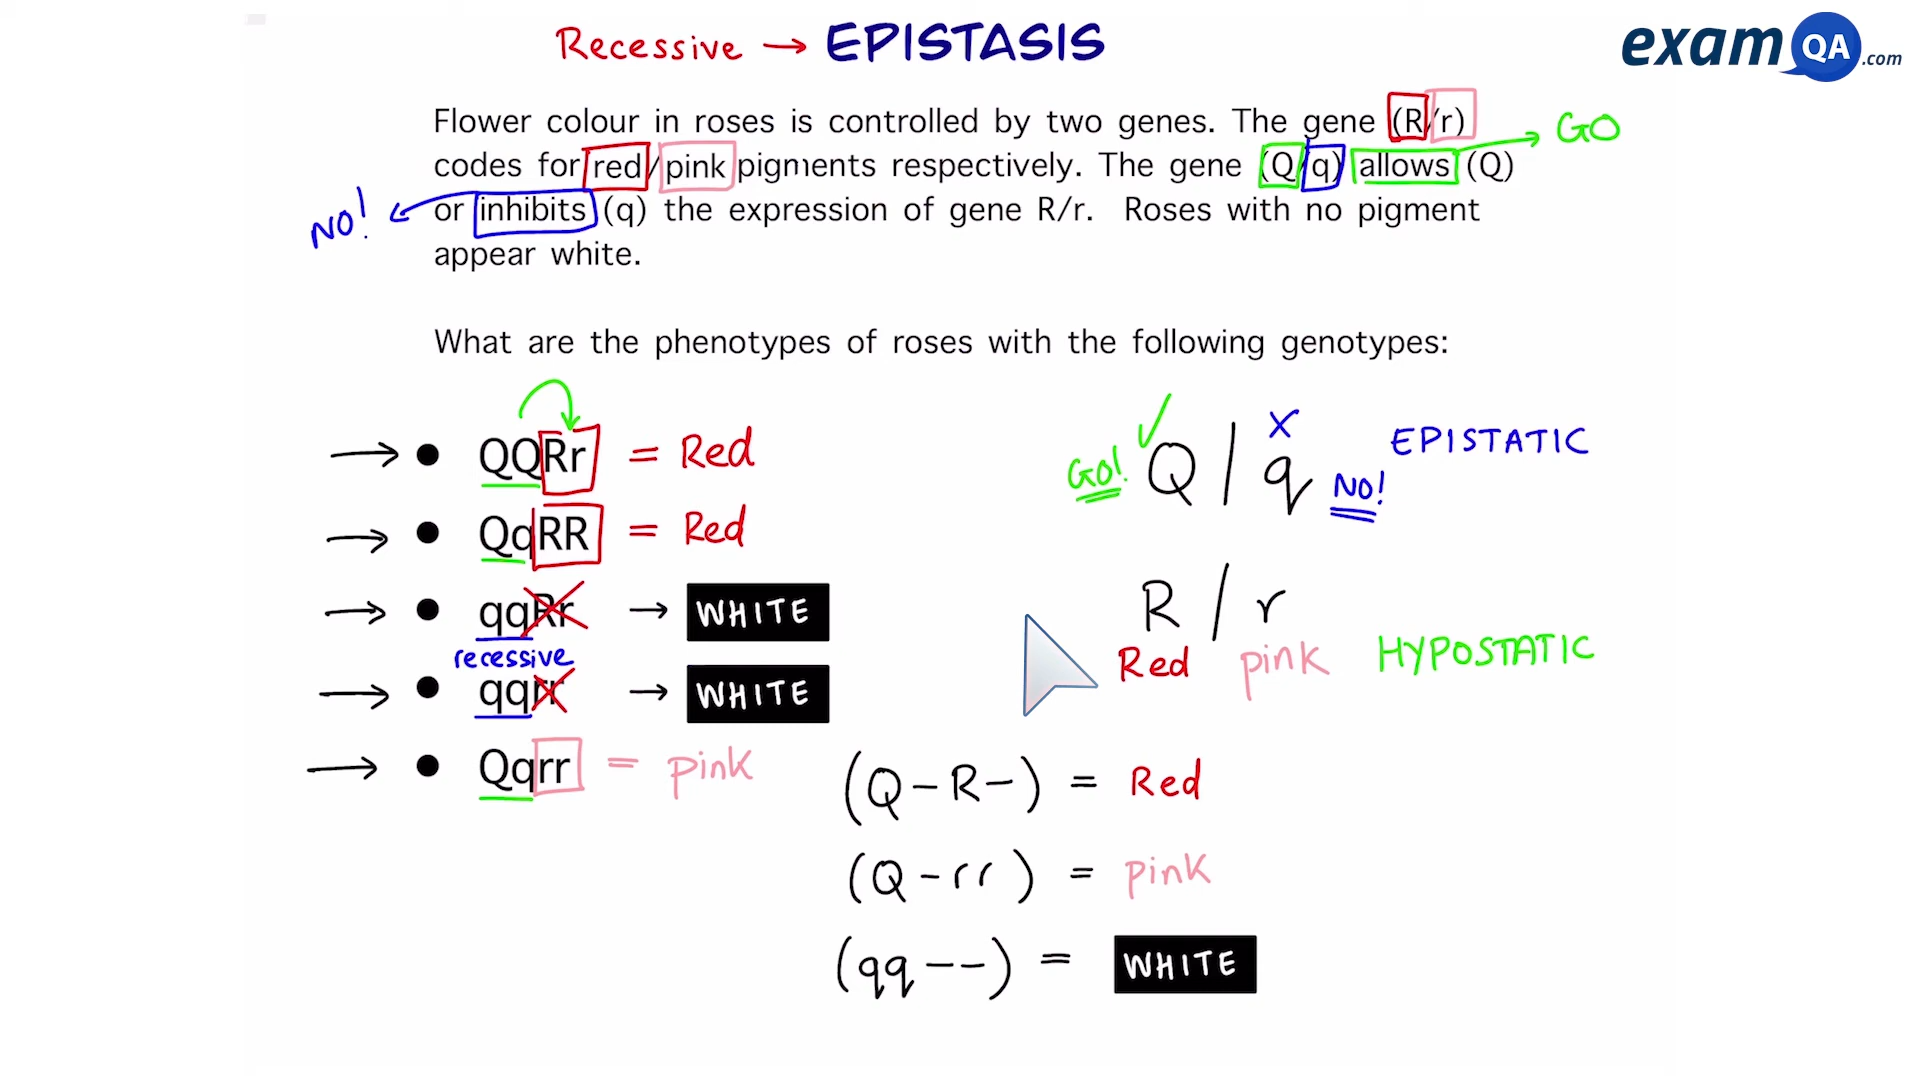 Recessive → EPISTASIS
examQA.com
Flower colour in roses is controlled by two genes. The gene (R/r)
GO
codes for red/pink pigments respectively. The gene (Q/q) allows (Q)
NO!
or inhibits (q) the expression of gene R/r. Roses with no pigment
appear white.
What are the phenotypes of roses with the following genotypes:
→ • QQRr = Red
→ • QqRR = Red
→ • qqRr → WHITE
recessive
→ • qqrr → WHITE
→ • Qqrr = pink
GO! Q / q NO! EPISTATIC
R / r
Red pink HYPOSTATIC
(Q-R-) = Red
(Q-rr) = pink
(qq--) = WHITE